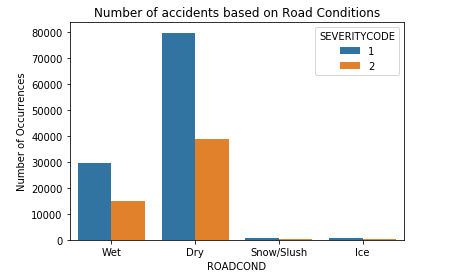 Number of accidents based on Road Conditions
80000
70000
60000
50000
40000
30000
20000
10000
0
Number of Occurrences
SEVERITYCODE
1
2
Wet Dry Snow/Slush Ice
ROADCOND